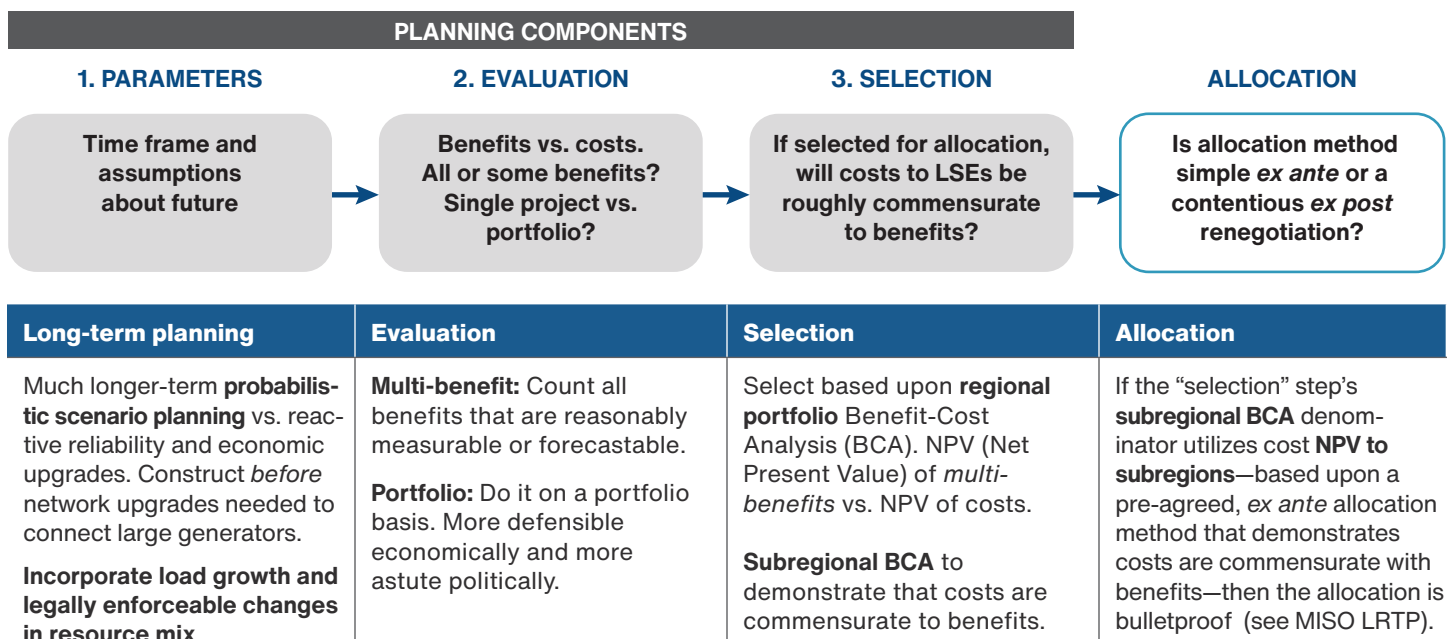 PLANNING COMPONENTS
1. PARAMETERS
2. EVALUATION
3. SELECTION
ALLOCATION
Time frame and
assumptions
about future
Benefits vs. costs.
All or some benefits?
Single project vs.
portfolio?
If selected for allocation,
will costs to LSEs be
roughly commensurate
to benefits?
Is allocation method
simple ex ante or a
contentious ex post
renegotiation?
Long-term planning
Much longer-term probabilis-
tic scenario planning vs. reac-
tive reliability and economic
upgrades. Construct before
network upgrades needed to
connect large generators.
Incorporate load growth and
legally enforceable changes
in resource mix
Evaluation
Multi-benefit: Count all
benefits that are reasonably
measurable or forecastable.
Portfolio: Do it on a portfolio
basis. More defensible
economically and more
astute politically.
Selection
Select based upon regional
portfolio Benefit-Cost
Analysis (BCA). NPV (Net
Present Value) of multi-
benefits vs. NPV of costs.
Subregional BCA to
demonstrate that costs are
commensurate to benefits.
Allocation
If the “selection” step’s
subregional BCA denom-
inator utilizes cost NPV to
subregions—based upon a
pre-agreed, ex ante allocation
method that demonstrates
costs are commensurate with
benefits—then the allocation is
bulletproof (see MISO LRTP).